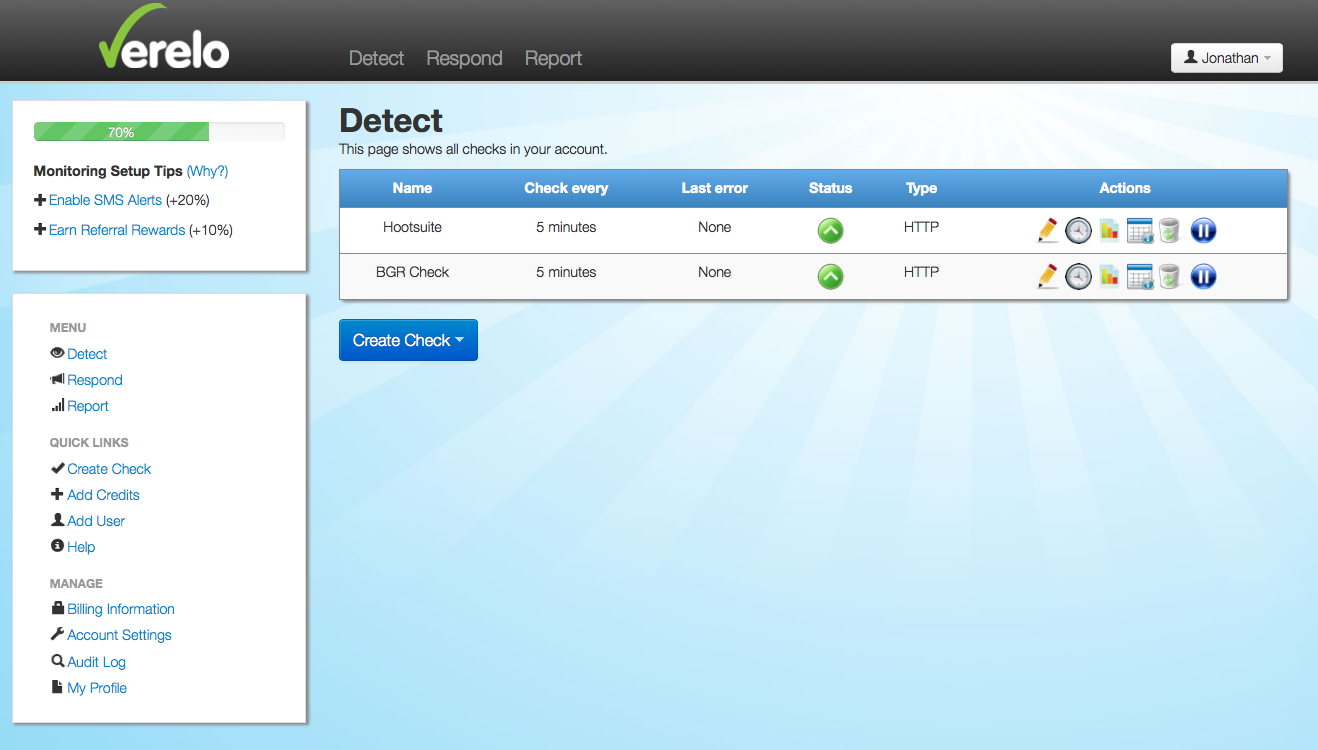 Verelo
Detect Respond Report
Jonathan
70%
Monitoring Setup Tips (Why?)
Enable SMS Alerts (+20%)
Earn Referral Rewards (+10%)
MENU
Detect
Respond
Report
QUICK LINKS
Create Check
Add Credits
Add User
Help
MANAGE
Billing Information
Account Settings
Audit Log
My Profile
Detect
This page shows all checks in your account.
Name Check every Last error Status Type Actions
Hootsuite 5 minutes None HTTP
BGR Check 5 minutes None HTTP
Create Check